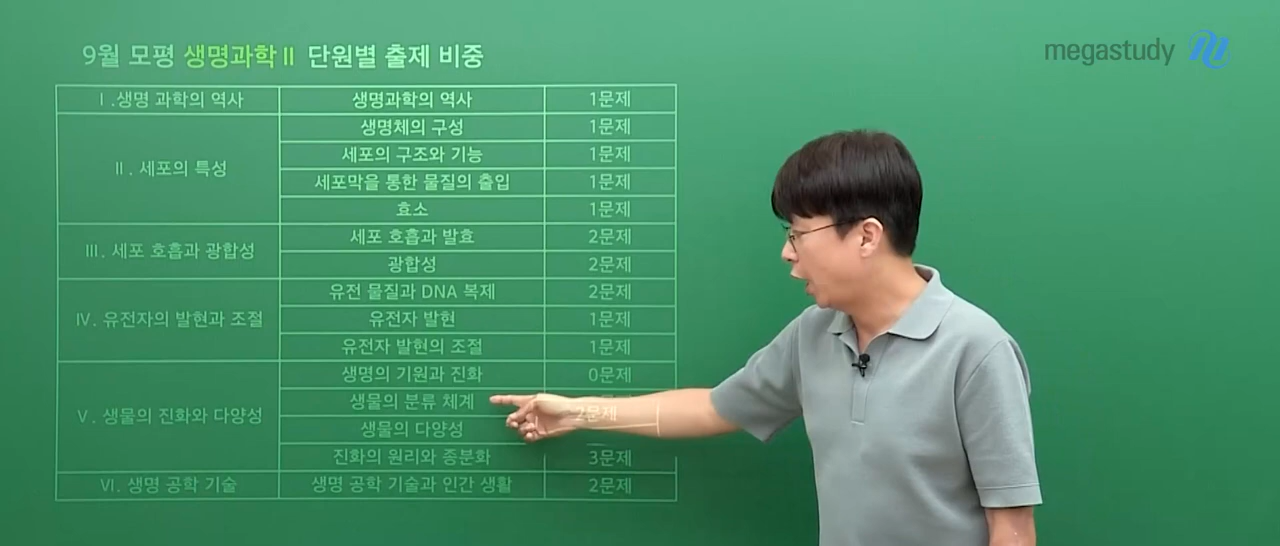 9월 모평 생명과학Ⅱ 단원별 출제 비중
megastudy
Ⅰ.생명 과학의 역사 생명과학의 역사 1문제
Ⅱ. 세포의 특성
생명체의 구성 1문제
세포의 구조와 기능 1문제
세포막을 통한 물질의 출입 1문제
효소 1문제
Ⅲ. 세포 호흡과 광합성
세포 호흡과 발효 2문제
광합성 2문제
Ⅳ. 유전자의 발현과 조절
유전 물질과 DNA 복제 2문제
유전자 발현 1문제
유전자 발현의 조절 1문제
Ⅴ. 생물의 진화와 다양성
생명의 기원과 진화 0문제
생물의 분류 체계
생물의 다양성
2문제
진화의 원리와 종분화 3문제
Ⅵ. 생명 공학 기술 생명 공학 기술과 인간 생활 2문제